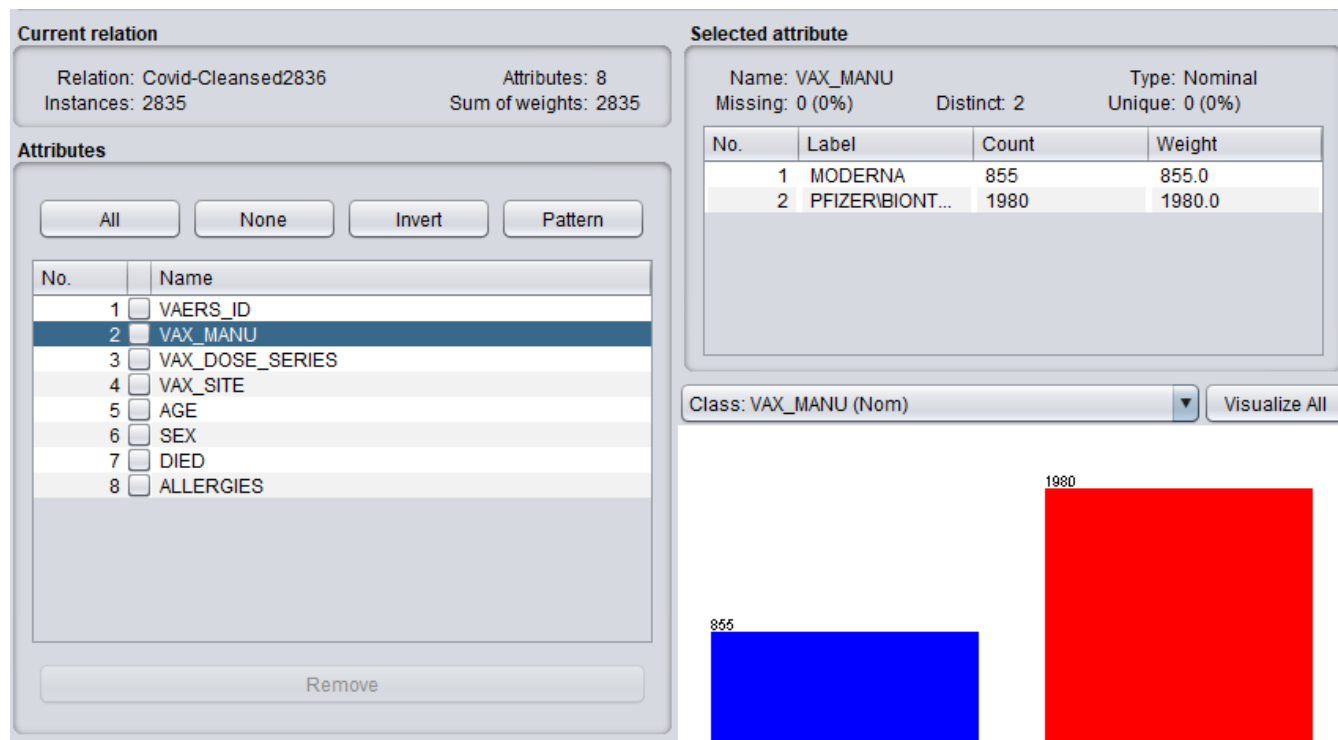 Current relation
Relation: Covid-Cleansed2836 Attributes: 8
Instances: 2835 Sum of weights: 2835
Attributes
All None Invert Pattern
No. Name
1 VAERS_ID
2 VAX_MANU
3 VAX_DOSE_SERIES
4 VAX_SITE
5 AGE
6 SEX
7 DIED
8 ALLERGIES
Remove
Selected attribute
Name: VAX_MANU Type: Nominal
Missing: 0 (0%) Distinct: 2 Unique: 0 (0%)
No. Label Count Weight
1 MODERNA 855 855.0
2 PFIZER\BIONT... 1980 1980.0
Class: VAX_MANU (Nom) Visualize All
1980
855